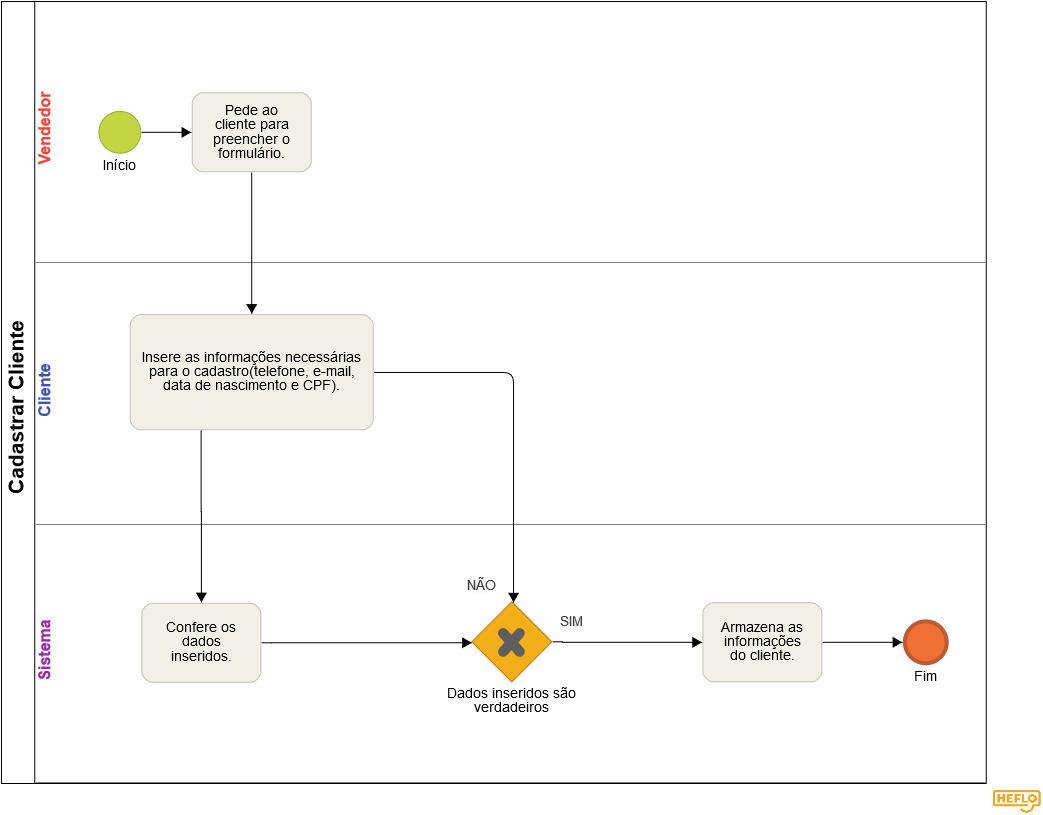 Cadastrar Cliente
Vendedor
Início
Pede ao
cliente para
preencher o
formulário.
Cliente
Insere as informações necessárias
para o cadastro(telefone, e-mail,
data de nascimento e CPF).
Sistema
Confere os
dados
inseridos.
NÃO
SIM
Dados inseridos são
verdadeiros
Armazena as
informações
do cliente.
Fim
HEFLO